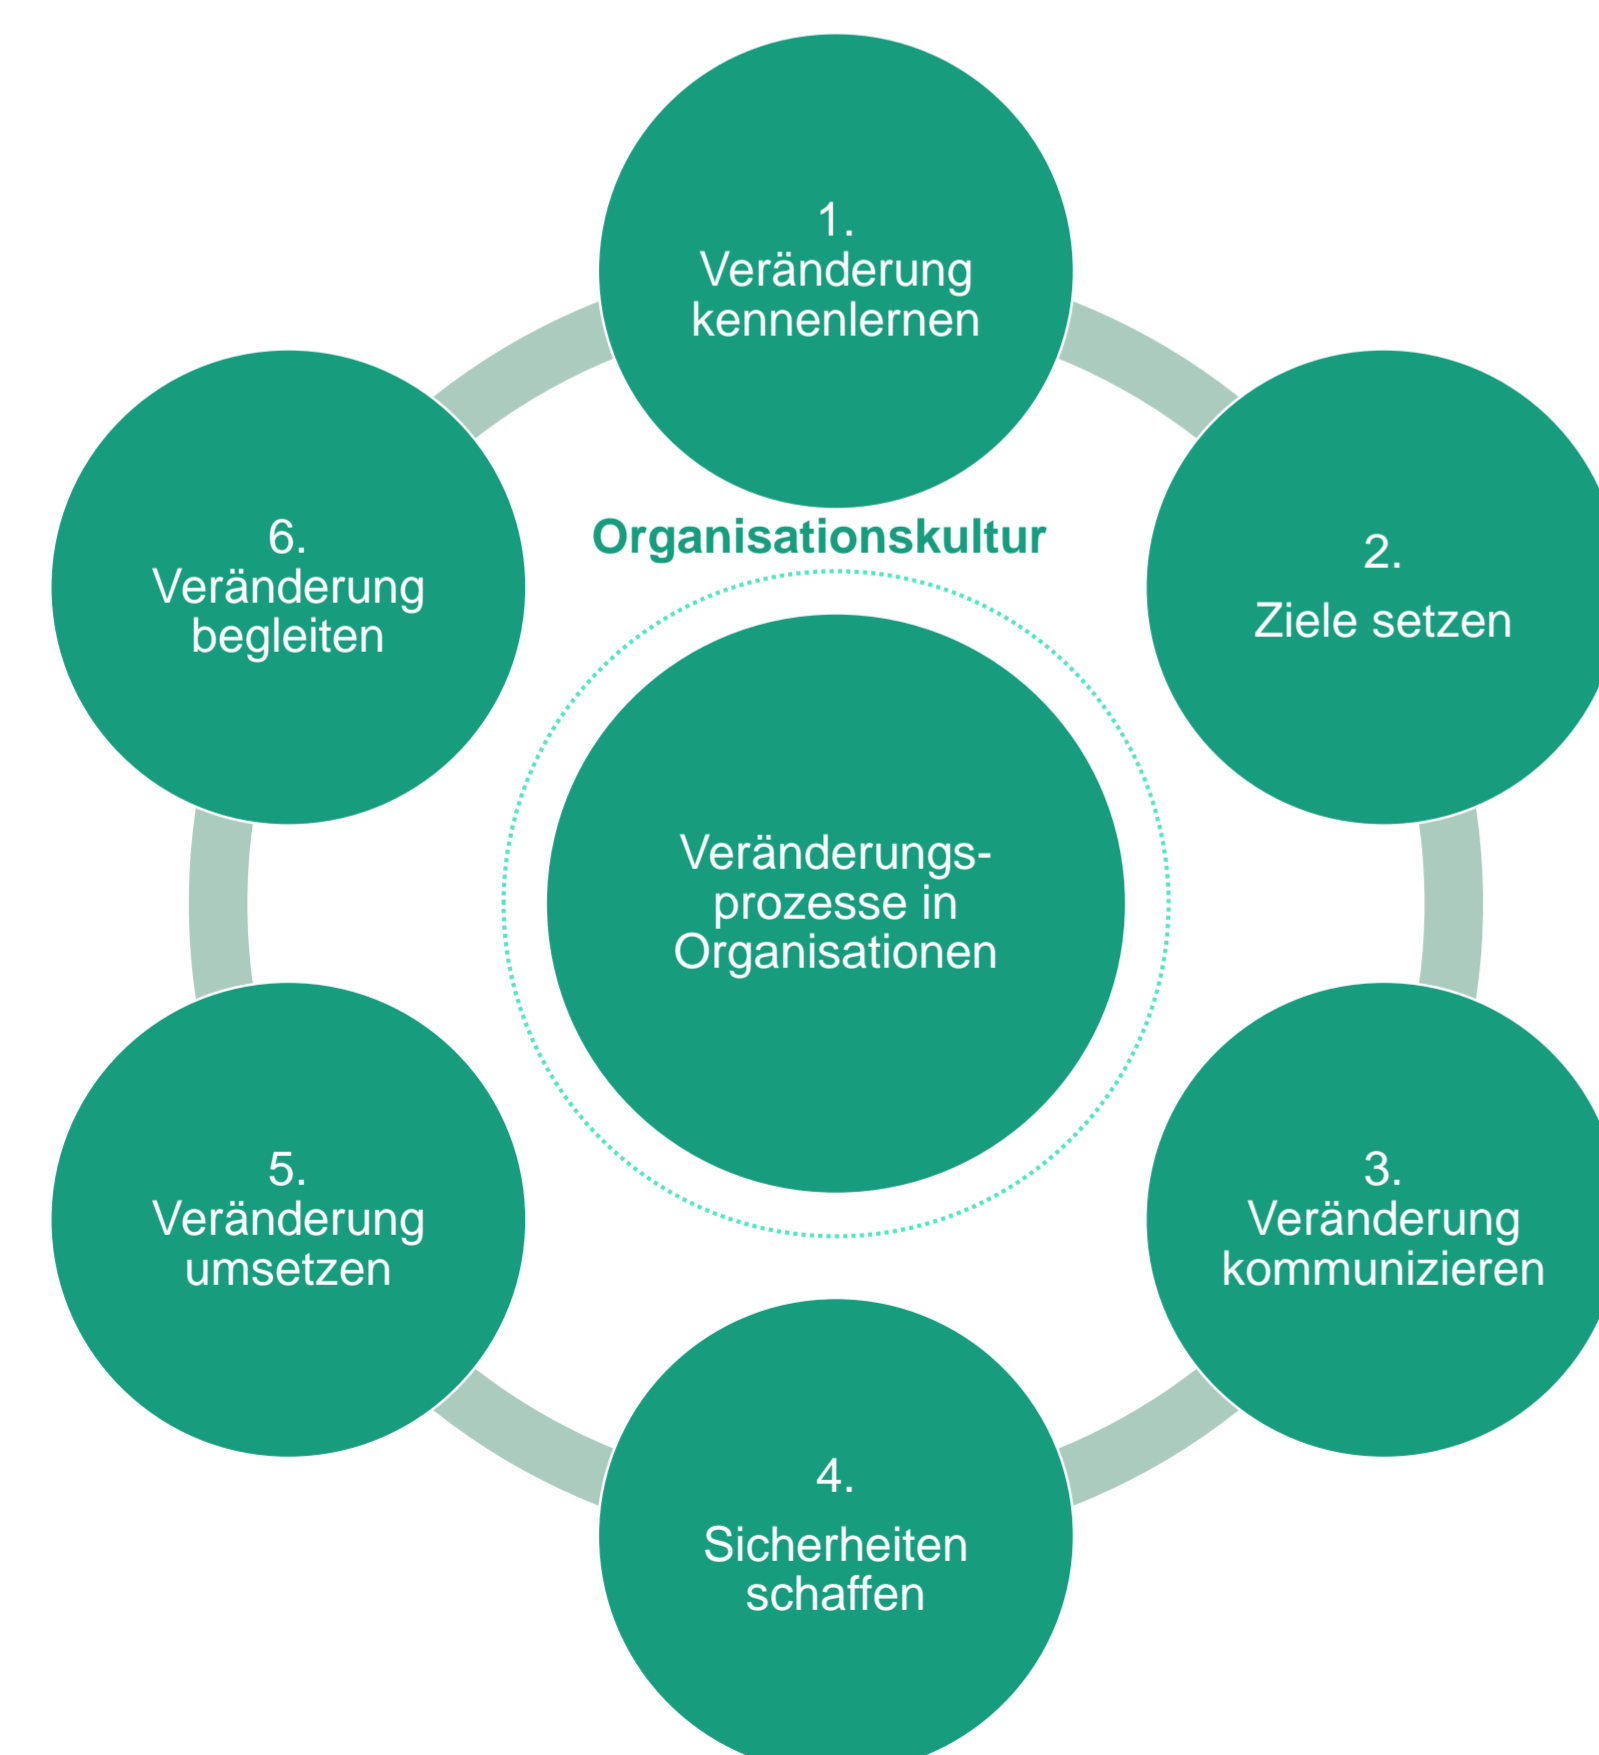 1.
Veränderung
kennenlernen
2.
Ziele setzen
3.
Veränderung
kommunizieren
4.
Sicherheiten
schaffen
5.
Veränderung
umsetzen
6.
Veränderung
begleiten
Organisationskultur
Veränderungs-
prozesse in
Organisationen